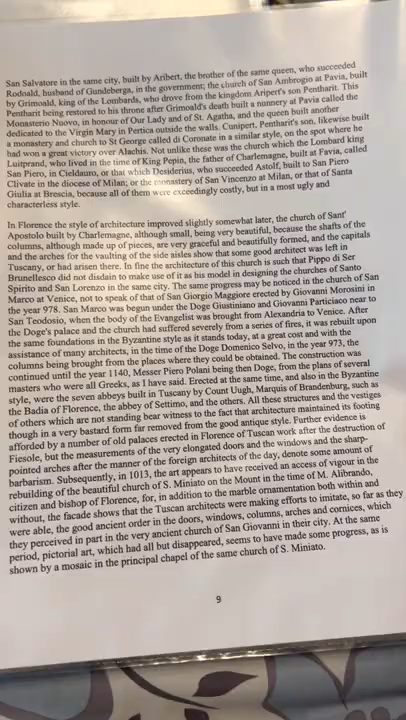 San Salvatore in the same city, built by Aribert, the brother of the same queen, who succeeded
Rodoald, husband of Gundeberga, in the government; the church of San Ambrogio at Pavia, built
by Grimoald, king of the Lombards, who drove from the kingdom Aripert's son Pentharit. This
Pentharit being restored to his throne after Grimoald's death built a nunnery at Pavia called the
Monasterio Nuovo, in honour of Our Lady and of St. Agatha, and the queen built another
dedicated to the Virgin Mary in Pertica outside the walls. Cunipert, Pentharit's son, likewise built
a monastery and church to St George called di Coronate in a similar style, on the spot where he
had won a great victory over Alachis. Not unlike these was the church which the Lombard king
Luitprand, who lived in the time of King Pepin, the father of Charlemagne, built at Pavia, called
San Piero, in Cieldauro, or that which Desiderius, who succeeded Astolf, built to San Piero
Clivate in the diocese of Milan; or the monastery of San Vincenzo at Milan, or that of Santa
Giulia at Brescia, because all of them were exceedingly costly, but in a most ugly and
characterless style.
In Florence the style of architecture improved slightly somewhat later, the church of Sant'
Apostolo built by Charlemagne, although small, being very beautiful, because the shafts of the
columns, although made up of pieces, are very graceful and beautifully formed, and the capitals
and the arches for the vaulting of the side aisles show that some good architect was left in
Tuscany, or had arisen there. In fine the architecture of this church is such that Pippo di Ser
Brunellesco did not disdain to make use of it as his model in designing the churches of Santo
Spirito and San Lorenzo in the same city. The same progress may be noticed in the church of San
Marco at Venice, not to speak of that of San Giorgio Maggiore erected by Giovanni Morosini in
the year 978. San Marco was begun under the Doge Giustiniano and Giovanni Particiaco near to
San Teodosio, when the body of the Evangelist was brought from Alexandria to Venice. After
the Doge's palace and the church had suffered severely from a series of fires, it was rebuilt upon
the same foundations in the Byzantine style as it stands today, at a great cost and with the
assistance of many architects, in the time of the Doge Domenico Selvo, in the year 973, the
columns being brought from the places where they could be obtained. The construction was
continued until the year 1140, Messer Piero Polani being then Doge, from the plans of several
masters who were all Greeks, as I have said. Erected at the same time, and also in the Byzantine
style, were the seven abbeys built in Tuscany by Count Uugh, Marquis of Brandenburg, such as
the Badia of Florence, the abbey of Settimo, and the others. All these structures and the vestiges
of others which are not standing bear witness to the fact that architecture maintained its footing
though in a very bastard form far removed from the good antique style. Further evidence is
afforded by a number of old palaces erected in Florence of Tuscan work after the destruction of
Fiesole, but the measurements of the very elongated doors and the windows and the sharp-
pointed arches after the manner of the foreign architects of the day, denote some amount of
barbarism. Subsequently, in 1013, the art appears to have received an access of vigour in the
rebuilding of the beautiful church of S. Miniato on the Mount in the time of M. Alibrando,
citizen and bishop of Florence, for, in addition to the marble ornamentation both within and
without, the facade shows that the Tuscan architects were making efforts to imitate, so far as they
were able, the good ancient order in the doors, windows, columns, arches and cornices, which
they perceived in part in the very ancient church of San Giovanni in their city. At the same
period, pictorial art, which had all but disappeared, seems to have made some progress, as is
shown by a mosaic in the principal chapel of the same church of S. Miniato.
9